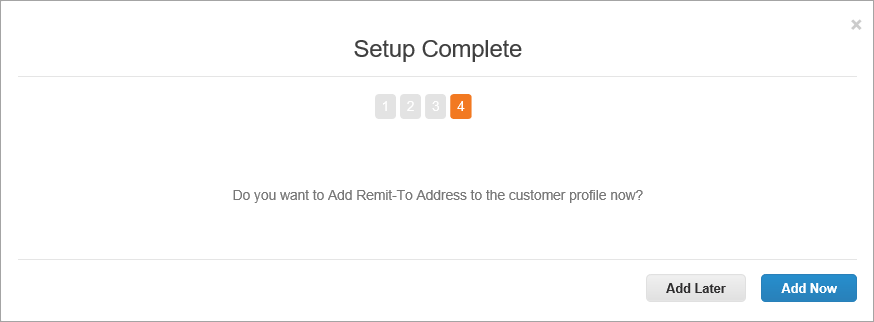 ×
Setup Complete
1 2 3 4
Do you want to Add Remit-To Address to the customer profile now?
Add Later Add Now